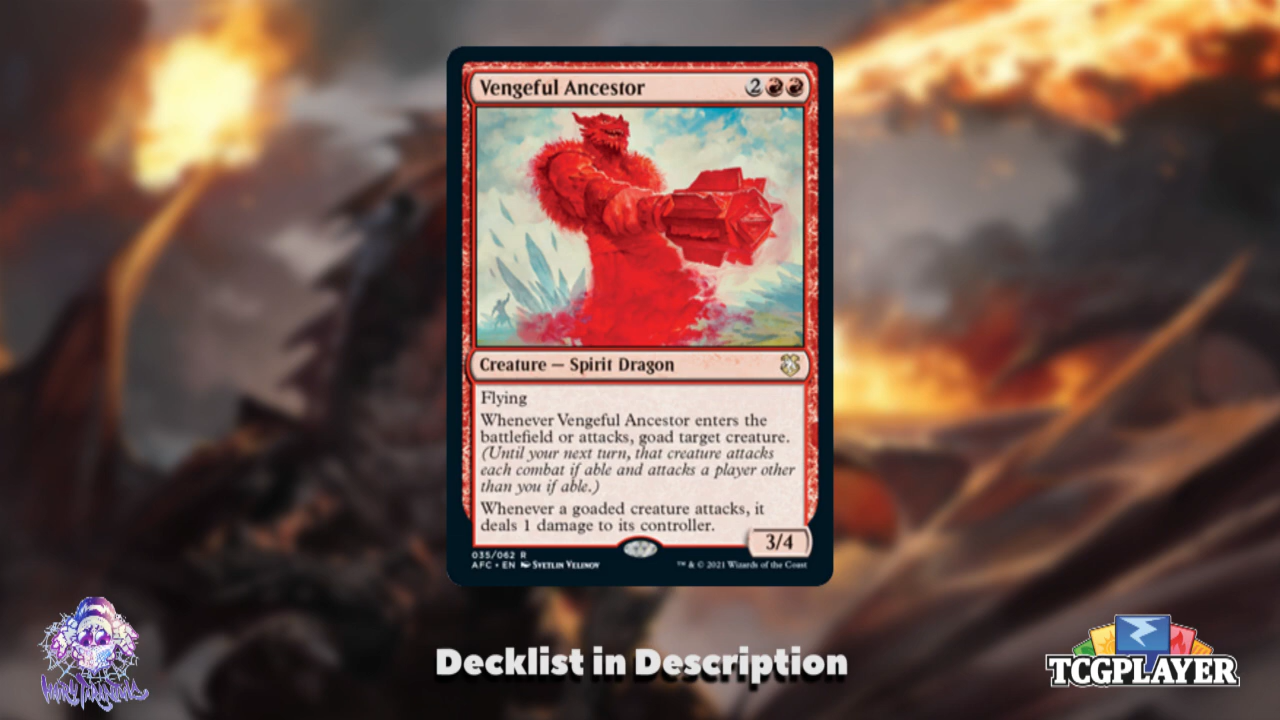 Vengeful Ancestor 2
Creature — Spirit Dragon
Flying
Whenever Vengeful Ancestor enters the
battlefield or attacks, goad target creature.
(Until your next turn, that creature attacks
each combat if able and attacks a player other
than you if able.)
Whenever a goaded creature attacks, it
deals 1 damage to its controller.
3/4
035/062 R
AFC • EN Svetlin Velinov
™ & © 2021 Wizards of the Coast
Decklist in Description
TCGPLAYER